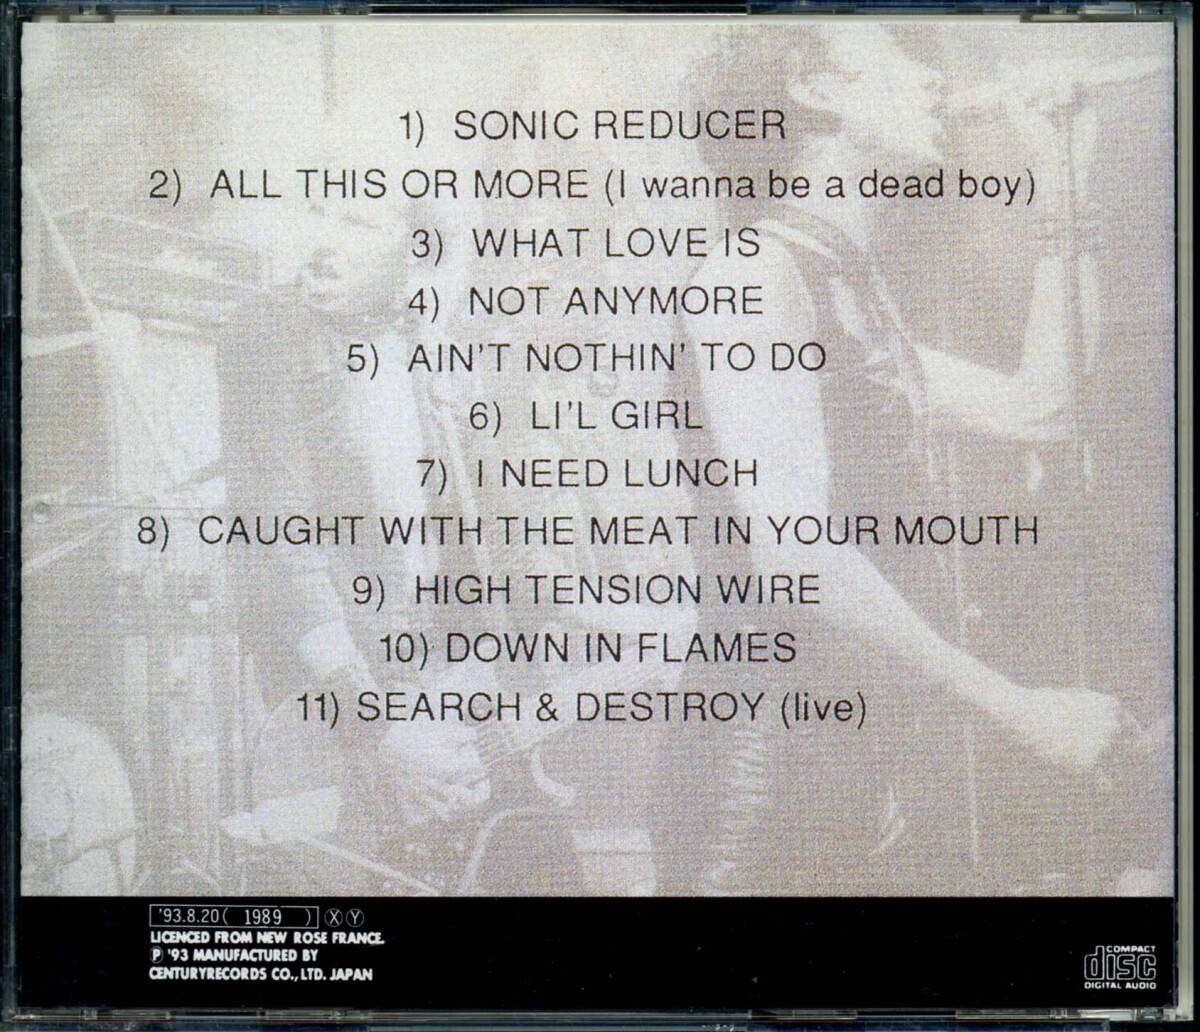 1) SONIC REDUCER
2) ALL THIS OR MORE (I wanna be a dead boy)
3) WHAT LOVE IS
4) NOT ANYMORE
5) AIN'T NOTHIN' TO DO
6) LI'L GIRL
7) I NEED LUNCH
8) CAUGHT WITH THE MEAT IN YOUR MOUTH
9) HIGH TENSION WIRE
10) DOWN IN FLAMES
11) SEARCH & DESTROY (live)
'93.8.20( 1989 ) Ⓧ Ⓨ
LICENCED FROM NEW ROSE FRANCE.
Ⓟ '93 MANUFACTURED BY
CENTURYRECORDS CO., LTD. JAPAN
COMPACT
disc
DIGITAL AUDIO